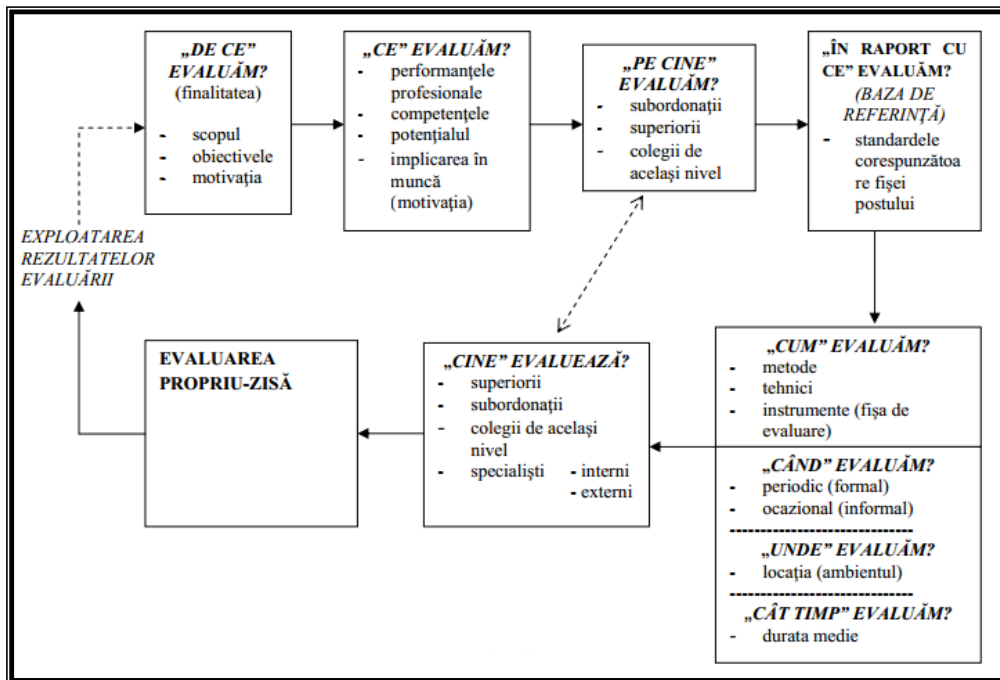 „DE CE”
EVALUĂM?
(finalitatea)
- scopul
- obiectivele
- motivația
„CE” EVALUĂM?
- performanțele
profesionale
- competențele
- potențialul
- implicarea în
muncă
(motivația)
„PE CINE”
EVALUĂM?
- subordonații
- superiorii
- colegii de
același nivel
„ÎN RAPORT CU
CE” EVALUĂM?
(BAZA DE
REFERINȚĂ)
- standardele
corespunzătoa
re fișei
postului
EXPLOATAREA
REZULTATELOR
EVALUĂRII
EVALUAREA
PROPRIU-ZISĂ
„CINE” EVALUEAZĂ?
- superiorii
- subordonații
- colegii de același
nivel
- specialiști - interni
- externi
„CUM” EVALUĂM?
- metode
- tehnici
- instrumente (fișa de
evaluare)
„CÂND” EVALUĂM?
- periodic (formal)
- ocazional (informal)
„UNDE” EVALUĂM?
- locația (ambientul)
„CÂT TIMP” EVALUĂM?
- durata medie